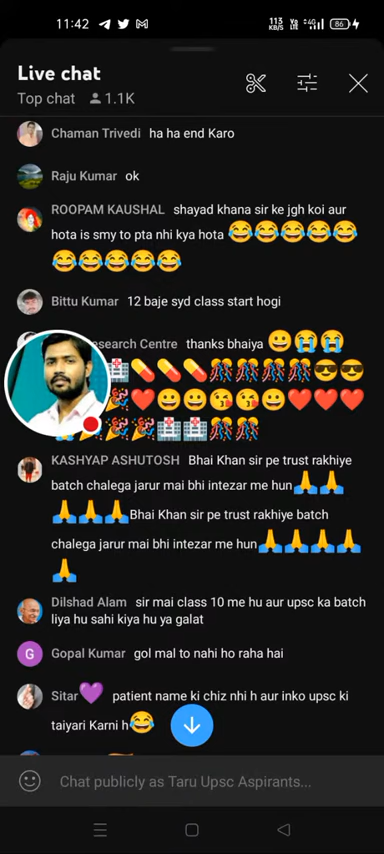 11:42 113 KB/S Vo LTE 4G 86
Live chat
Top chat 1.1K
Chaman Trivedi ha ha end Karo
Raju Kumar ok
ROOPAM KAUSHAL shayad khana sir ke jgh koi aur
hota is smy to pta nhi kya hota 😂😂😂😂😂
😂😂😂😂😂
Bittu Kumar 12 baje syd class start hogi
esearch Centre thanks bhaiya 😀😭😭
🏥💊💊💊🎊🎊🎊🎊😎😎
🎉❤️😀😀😘😘😀❤️❤️❤️
🎉🎉🎉🏥🏥🎊🎊
KASHYAP ASHUTOSH Bhai Khan sir pe trust rakhiye
batch chalega jarur mai bhi intezar me hun🙏🙏
🙏🙏🙏Bhai Khan sir pe trust rakhiye batch
chalega jarur mai bhi intezar me hun🙏🙏🙏🙏
🙏
Dilshad Alam sir mai class 10 me hu aur upsc ka batch
liya hu sahi kiya hu ya galat
G Gopal Kumar gol mal to nahi ho raha hai
Sitar💜 patient name ki chiz nhi h aur inko upsc ki
taiyari Karni h😂
Chat publicly as Taru Upsc Aspirants...